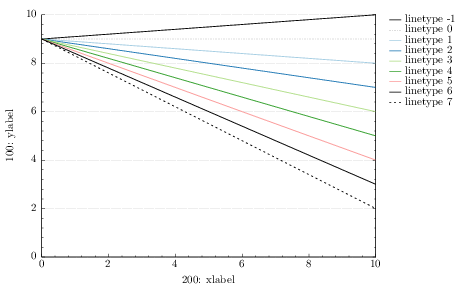 10
8
6
4
2
0
100: ylabel
0
2
4
6
8
10
200: xlabel
linetype -1
linetype 0
linetype 1
linetype 2
linetype 3
linetype 4
linetype 5
linetype 6
linetype 7